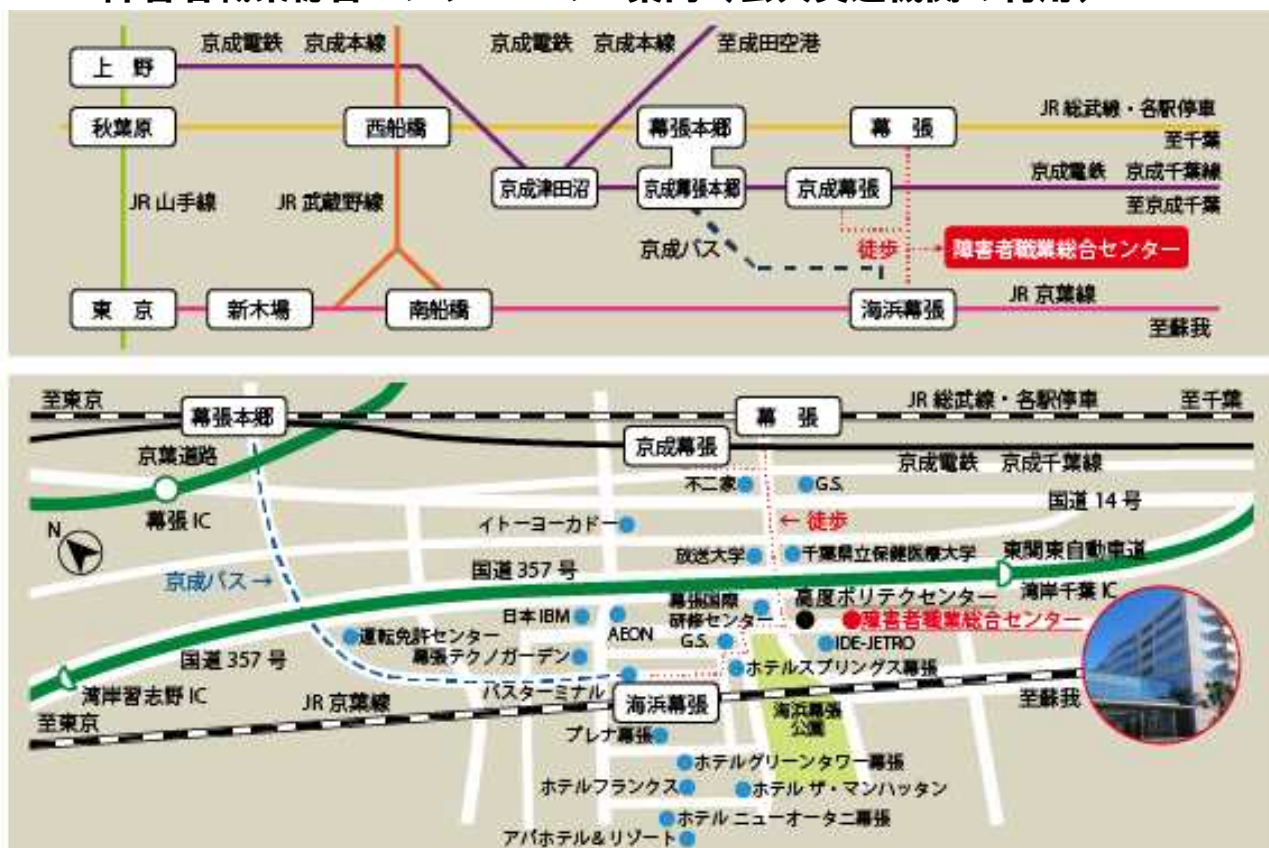 京成電鉄 京成本線
京成電鉄 京成本線
至成田空港
上 野
秋葉原
西船橋
幕張本郷
幕 張
JR 総武線・各駅停車
至千葉
京成津田沼
京成幕張本郷
京成幕張
京成電鉄 京成千葉線
至京成千葉
JR 山手線
JR 武蔵野線
京成バス
徒歩
障害者職業総合センター
東 京
新木場
南船橋
海浜幕張
JR 京葉線
至蘇我
至東京
幕張本郷
幕 張
JR 総武線・各駅停車
至千葉
京成幕張
京葉道路
京成電鉄 京成千葉線
不二家
G.S.
国道 14 号
幕張 IC
イトーヨーカドー
← 徒歩
N
放送大学
千葉県立保健医療大学
東関東自動車道
京成バス →
国道 357 号
湾岸千葉 IC
幕張国際
研修センター
高度ポリテクセンター
日本 IBM
AEON
障害者職業総合センター
運転免許センター
G.S.
IDE-JETRO
国道 357 号
幕張テクノガーデン
ホテルスプリングス幕張
バスターミナル
湾岸習志野 IC
JR 京葉線
海浜幕張
至蘇我
至東京
海浜幕張
公園
プレナ幕張
ホテルグリーンタワー幕張
ホテルフランクス
ホテル ザ・マンハッタン
ホテル ニューオータニ幕張
アパホテル＆リゾート